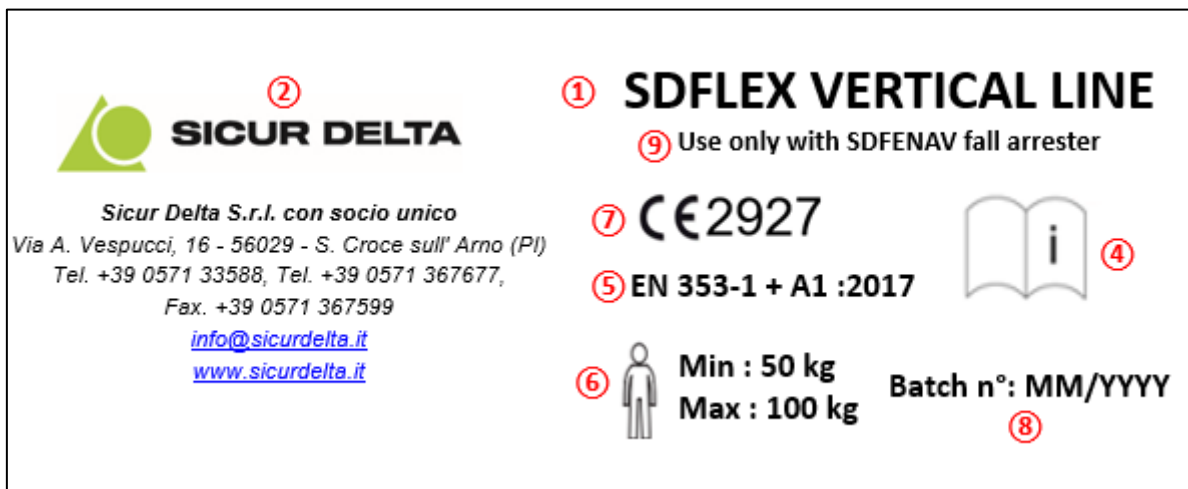 ② 
SICUR DELTA
Sicur Delta S.r.l. con socio unico
Via A. Vespucci, 16 - 56029 - S. Croce sull' Arno (PI)
Tel. +39 0571 33588, Tel. +39 0571 367677,
Fax. +39 0571 367599
info@sicurdelta.it
www.sicurdelta.it
① SDFLEX VERTICAL LINE
⑨ Use only with SDFENAV fall arrester
⑦ CE 2927
i ④
⑤ EN 353-1 + A1 :2017
⑥ Min : 50 kg
Max : 100 kg
Batch n°: MM/YYYY
⑧